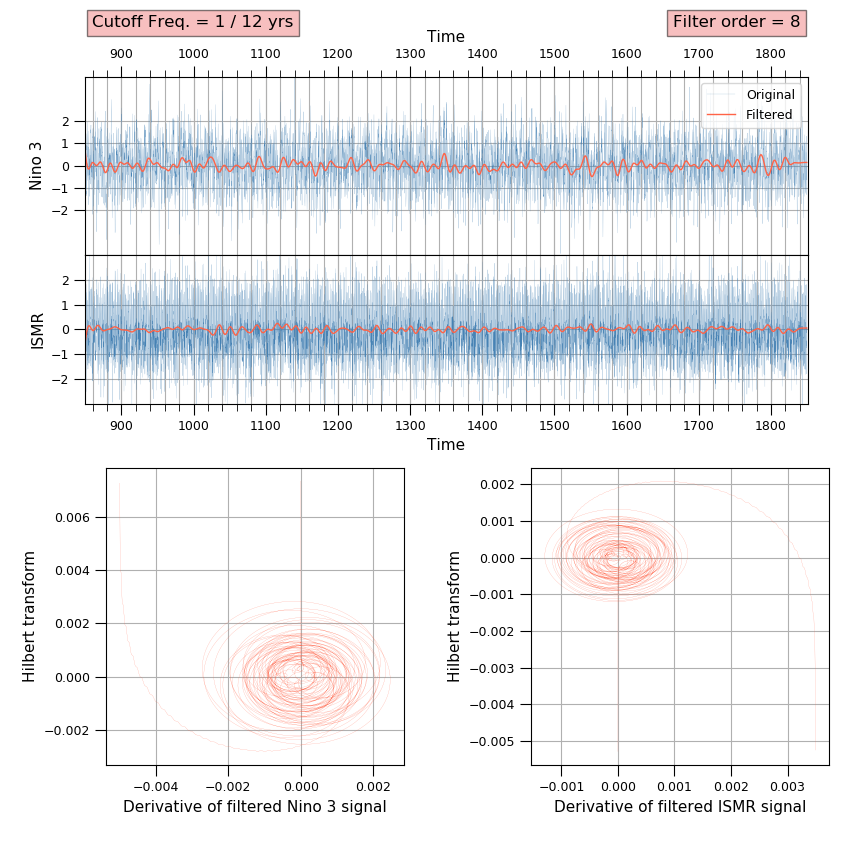 Cutoff Freq. = 1 / 12 yrs
Filter order = 8
Time
900 1000 1100 1200 1300 1400 1500 1600 1700 1800
Original
Filtered
Nino 3
2
1
0
−1
−2
ISMR
2
1
0
−1
−2
900 1000 1100 1200 1300 1400 1500 1600 1700 1800
Time
Hilbert transform
0.006
0.004
0.002
0.000
−0.002
−0.004 −0.002 0.000 0.002
Derivative of filtered Nino 3 signal
Hilbert transform
0.002
0.001
0.000
−0.001
−0.002
−0.003
−0.004
−0.005
−0.001 0.000 0.001 0.002 0.003
Derivative of filtered ISMR signal